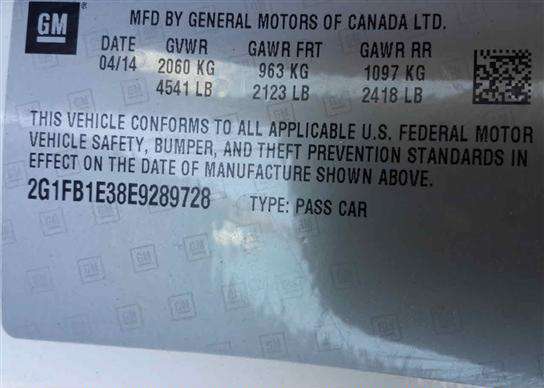 GM
MFD BY GENERAL MOTORS OF CANADA LTD.
DATE GVWR GAWR FRT GAWR RR
04/14 2060 KG 963 KG 1097 KG
4541 LB 2123 LB 2418 LB
THIS VEHICLE CONFORMS TO ALL APPLICABLE U.S. FEDERAL MOTOR
VEHICLE SAFETY, BUMPER, AND THEFT PREVENTION STANDARDS IN
EFFECT ON THE DATE OF MANUFACTURE SHOWN ABOVE.
2G1FB1E38E9289728 TYPE: PASS CAR